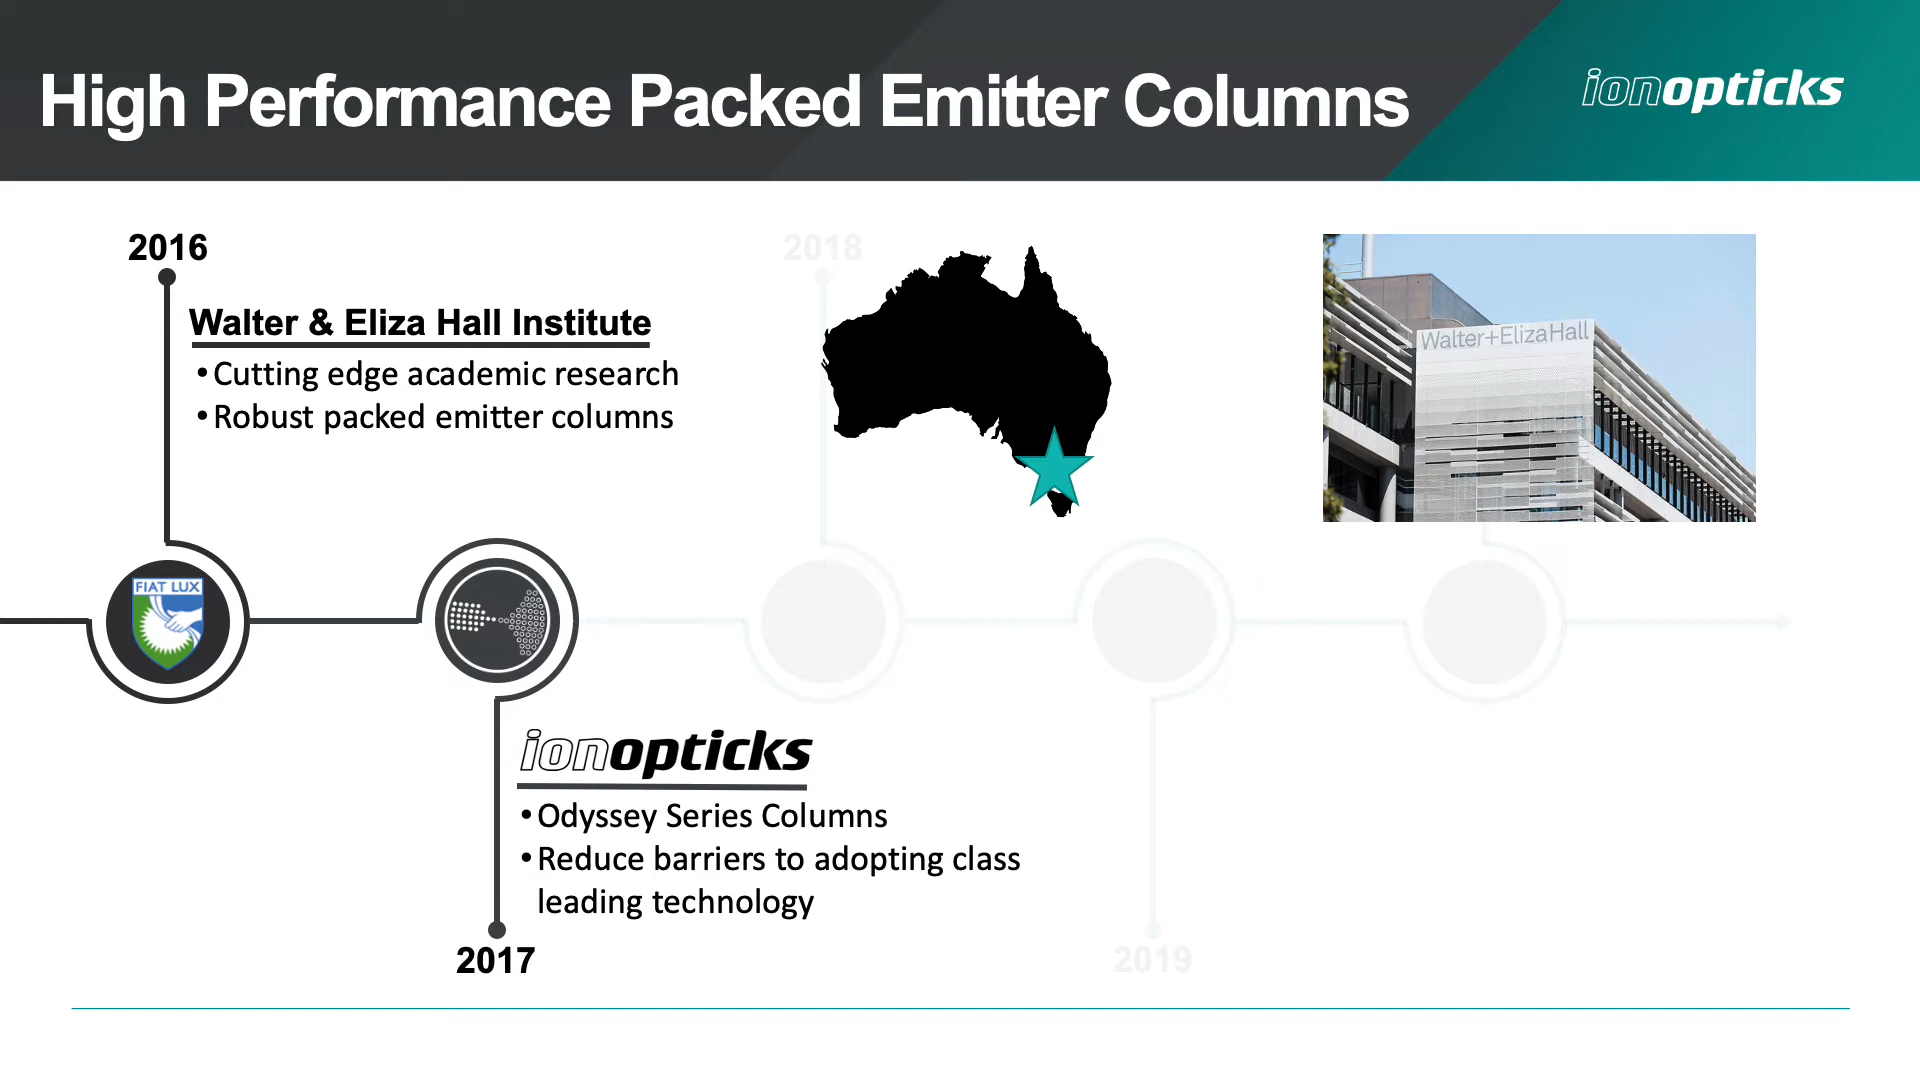 High Performance Packed Emitter Columns
ionopticks
2016
2018
Walter & Eliza Hall Institute
•Cutting edge academic research
•Robust packed emitter columns
Walter+ElizaHall
FIAT LUX
ionopticks
•Odyssey Series Columns
•Reduce barriers to adopting class
leading technology
2017
2019